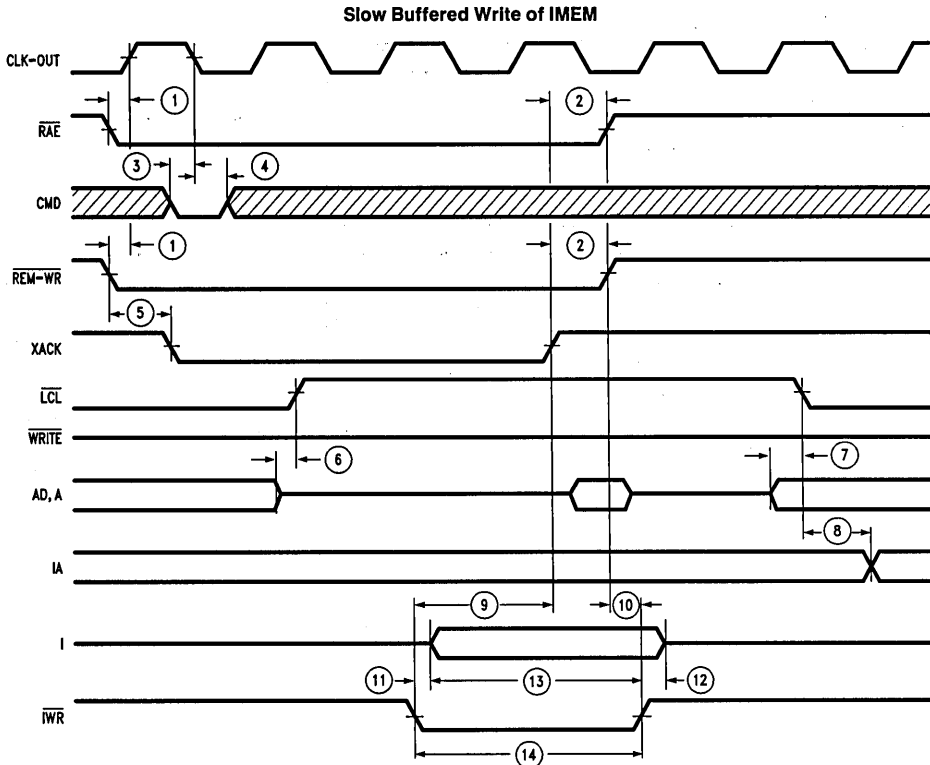 Slow Buffered Write of IMEM
CLK-OUT
1
2
RAE
3
4
CMD
1
2
REM-WR
5
XACK
LCL
WRITE
6
7
AD, A
8
IA
9
10
I
11
13
12
IWR
14